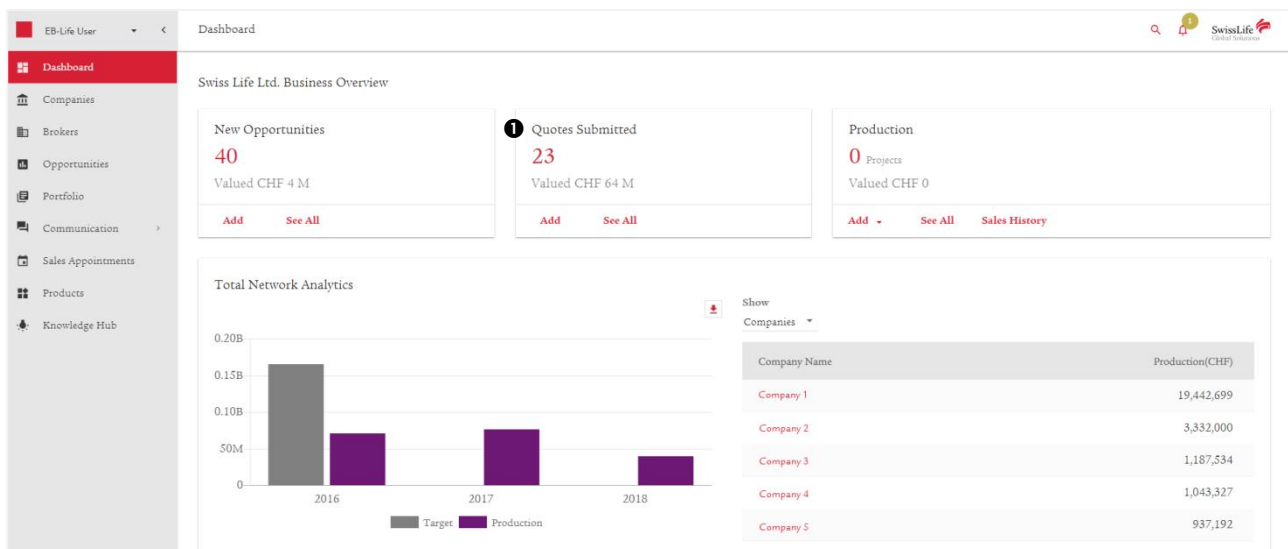 EB-Life User
Dashboard
1
SwissLife
Global Solutions
Dashboard
Companies
Brokers
Opportunities
Portfolio
Communication
Sales Appointments
Products
Knowledge Hub
Swiss Life Ltd. Business Overview
New Opportunities
40
Valued CHF 4 M
Add See All
1 Quotes Submitted
23
Valued CHF 64 M
Add See All
Production
0 Projects
Valued CHF 0
Add See All Sales History
Total Network Analytics
0.20B
0.15B
0.10B
50M
0
2016 2017 2018
Target Production
Show
Companies
Company Name Production(CHF)
Company 1 19,442,699
Company 2 3,332,000
Company 3 1,187,534
Company 4 1,043,327
Company 5 937,192